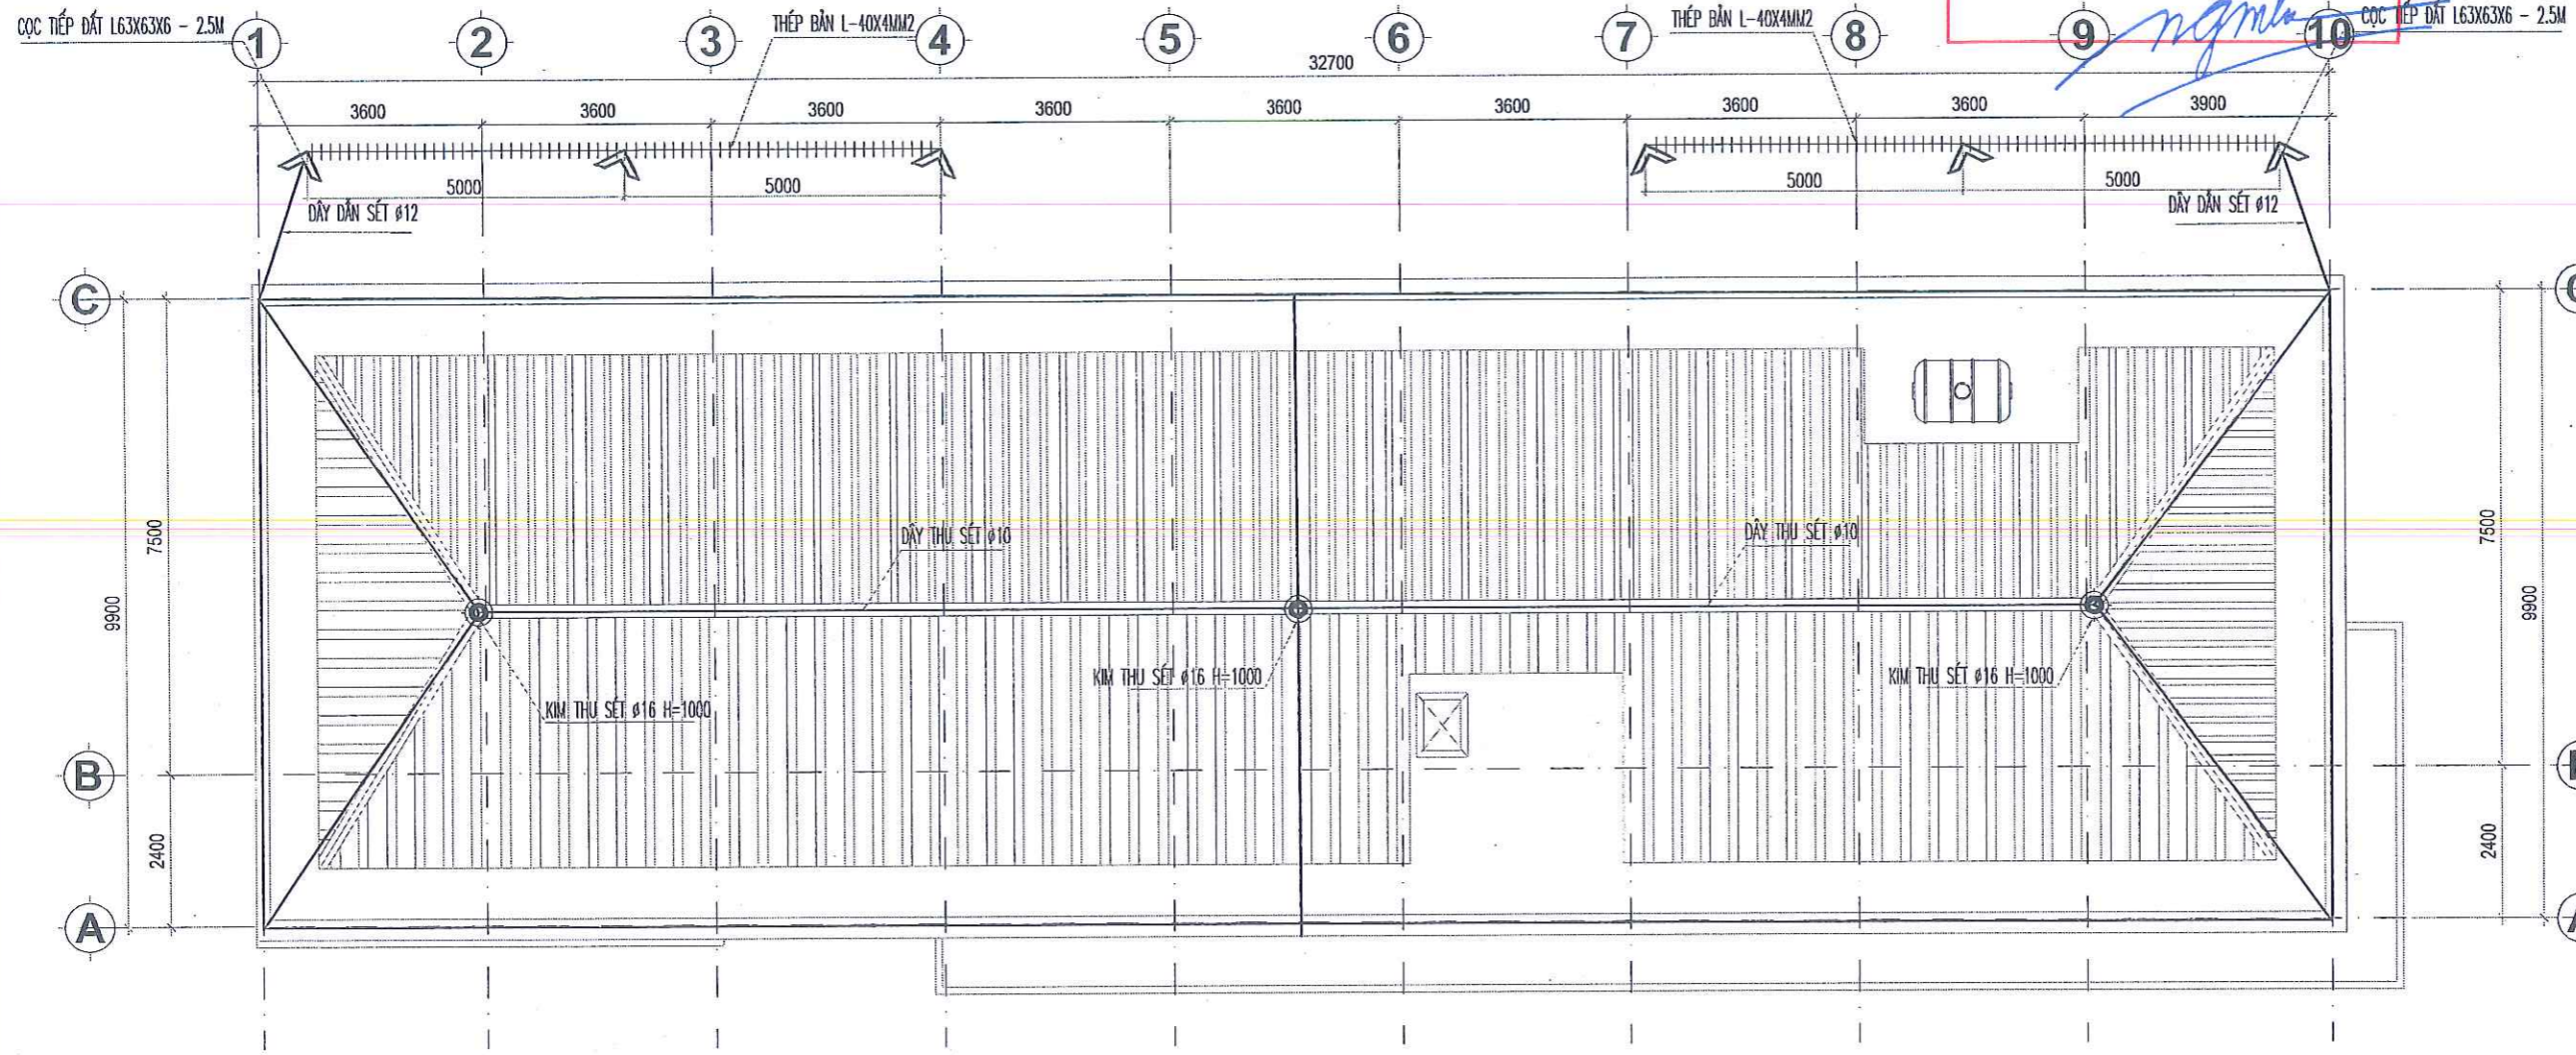 CỌC TIẾP ĐẤT L63X63X6 - 2.5M
1
2
3
THÉP BẢN L-40X4MM2
4
5
6
7
THÉP BẢN L-40X4MM2
8
9
10
CỌC TIẾP ĐẤT L63X63X6 - 2.5M
32700
3600
3600
3600
3600
3600
3600
3600
3600
3900
5000
5000
5000
5000
DÂY DẪN SÉT ø12
DÂY DẪN SÉT ø12
C
DÂY THU SÉT ø10
DÂY THU SÉT ø10
7500
9900
7500
9900
KIM THU SÉT ø16 H=1000
KIM THU SÉT ø16 H=1000
KIM THU SÉT ø16 H=1000
B
2400
2400
A